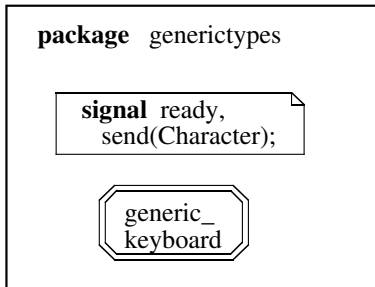 package generictypes
signal ready,
send(Character);
generic_
keyboard